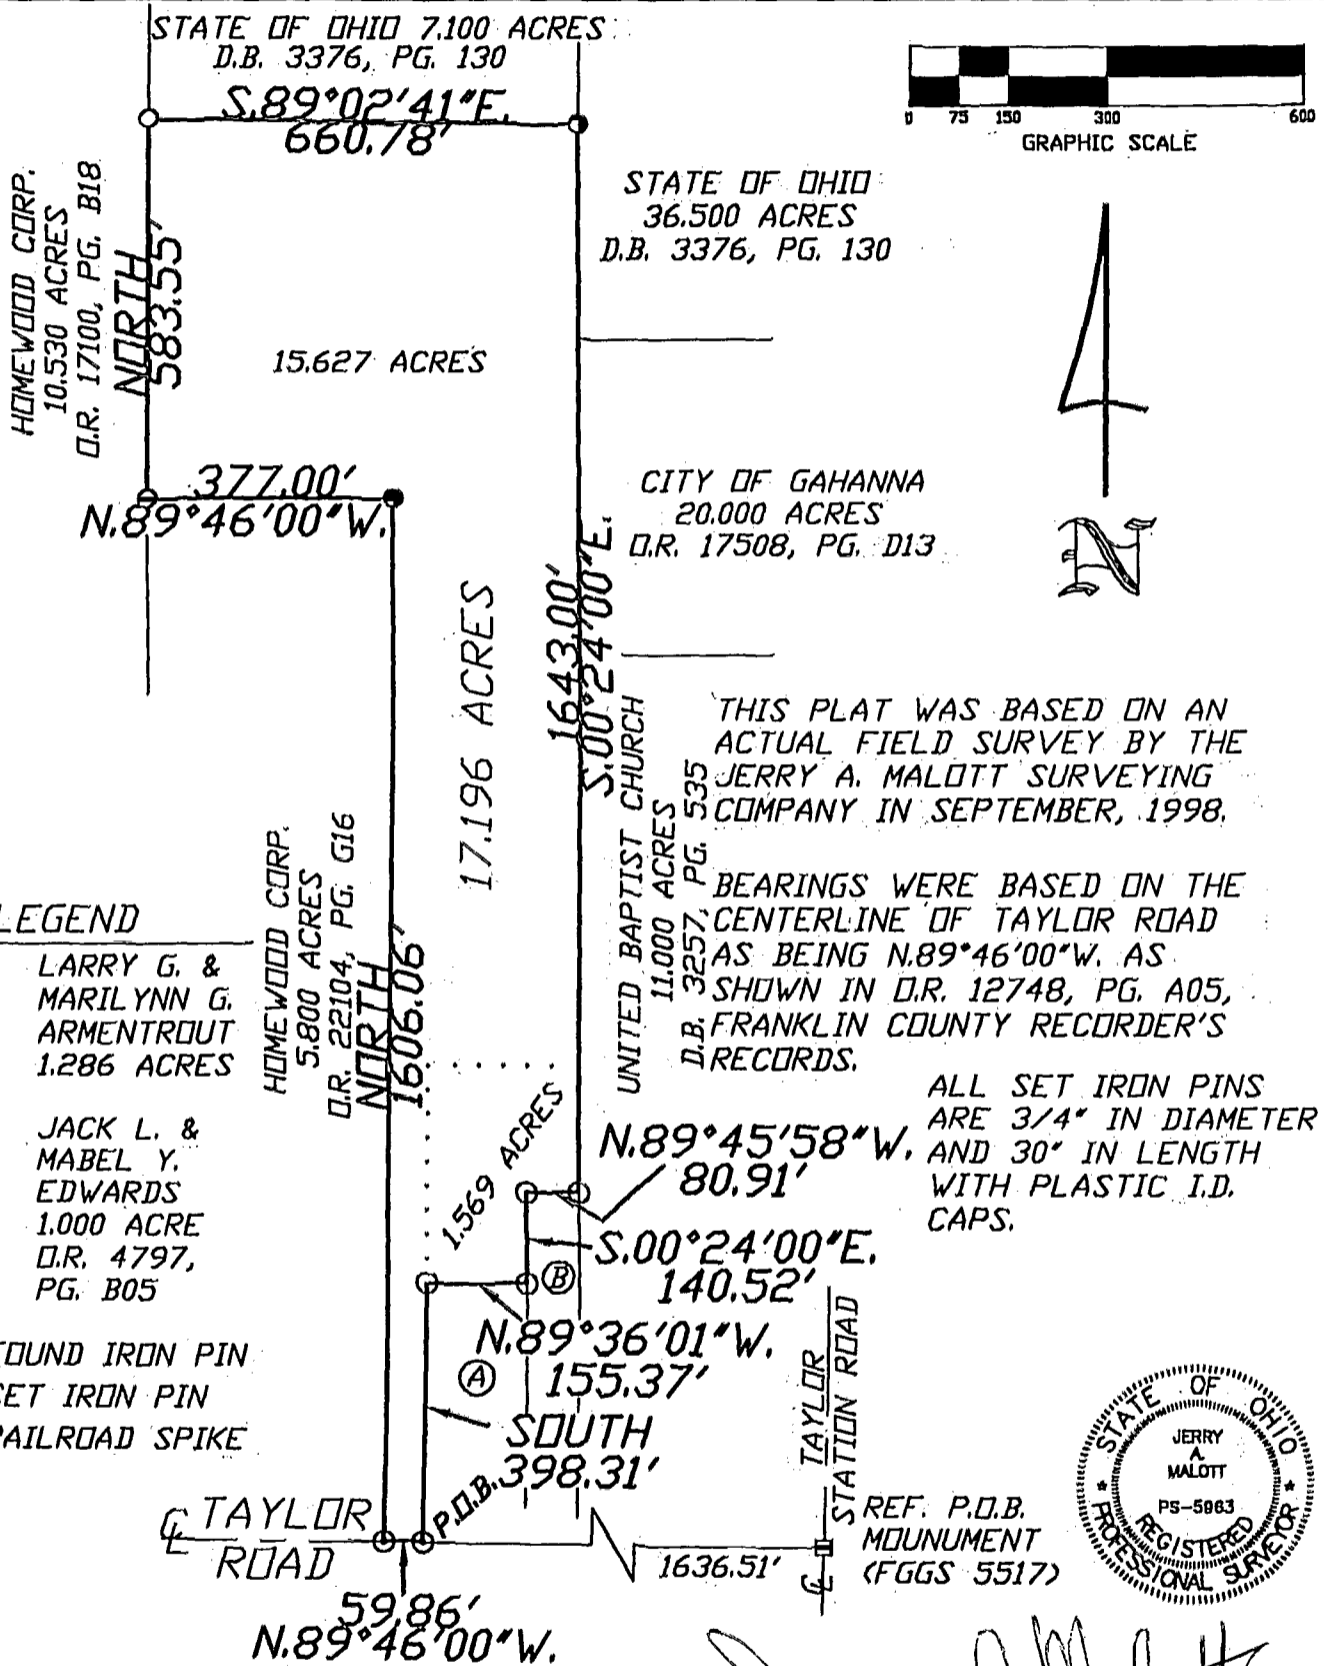 STATE OF OHIO 7.100 ACRES
D.B. 3376, PG. 130
S.89°02'41"E.
660.78'
0 75 150 300 600
GRAPHIC SCALE
HOMEWOOD CORP.
10.530 ACRES
O.R. 17100, PG. B18
NORTH
583.55'
STATE OF OHIO
36.500 ACRES
D.B. 3376, PG. 130
15.627 ACRES
377.00'
N.89°46'00"W.
CITY OF GAHANNA
20.000 ACRES
O.R. 17508, PG. D13
N
17.196 ACRES
1643.00'
S.00°24'00"E.
UNITED BAPTIST CHURCH
11.000 ACRES
D.B. 3257, PG. 535
THIS PLAT WAS BASED ON AN
ACTUAL FIELD SURVEY BY THE
JERRY A. MALOTT SURVEYING
COMPANY IN SEPTEMBER, 1998.
BEARINGS WERE BASED ON THE
CENTERLINE OF TAYLOR ROAD
AS BEING N.89°46'00"W. AS
SHOWN IN O.R. 12748, PG. A05,
FRANKLIN COUNTY RECORDER'S
RECORDS.
ALL SET IRON PINS
ARE 3/4" IN DIAMETER
AND 30" IN LENGTH
WITH PLASTIC I.D.
CAPS.
HOMEWOOD CORP.
5.800 ACRES
O.R. 22104, PG. G16
NORTH
1606.06'
LEGEND
LARRY G. &
MARILYNN G.
ARMENTROUT
1.286 ACRES
JACK L. &
MABEL Y.
EDWARDS
1.000 ACRE
O.R. 4797,
PG. B05
FOUND IRON PIN
SET IRON PIN
RAILROAD SPIKE
1.569 ACRES
N.89°45'58"W.
80.91'
S.00°24'00"E.
140.52'
B
N.89°36'01"W.
155.37'
A
SOUTH
398.31'
P.O.B.
TAYLOR
STATION ROAD
℄ TAYLOR
ROAD
59.86'
N.89°46'00"W.
1636.51'
℄
REF. P.O.B.
MOUNUMENT
(FGGS 5517)
STATE OF OHIO
JERRY
A.
MALOTT
PS-5963
REGISTERED
PROFESSIONAL SURVEYOR